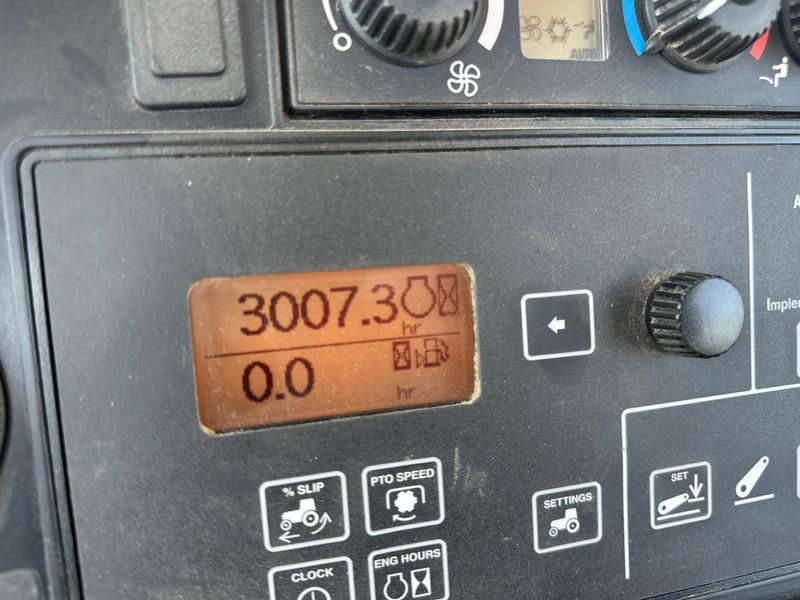 AUTO
3007.3
hr
0.0
hr
% SLIP
PTO SPEED
SETTINGS
SET
CLOCK
ENG HOURS